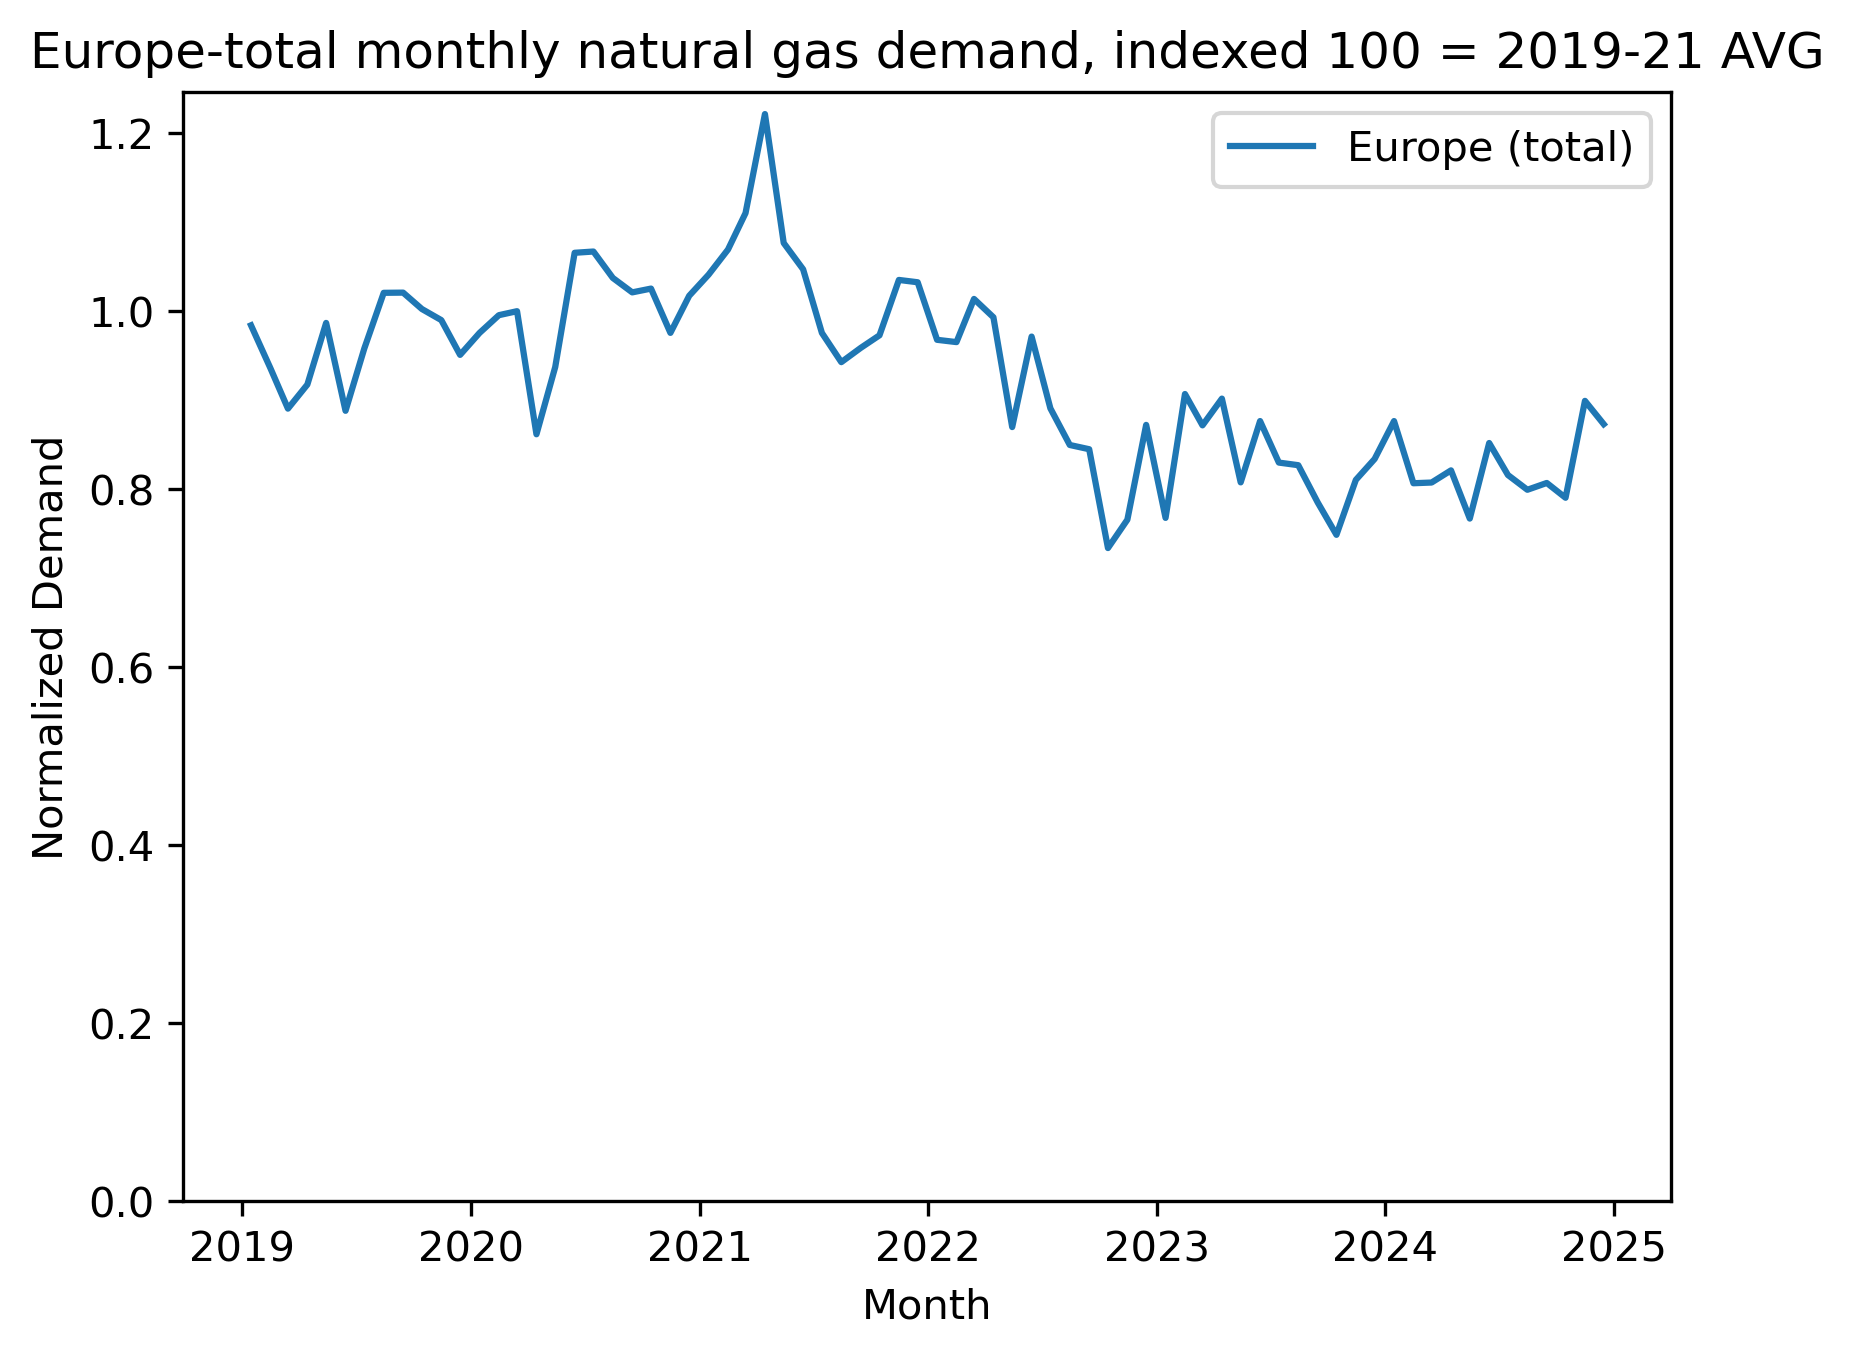 Europe-total monthly natural gas demand, indexed 100 = 2019-21 AVG
Europe (total)
1.2
1.0
0.8
0.6
0.4
0.2
0.0
Normalized Demand
2019 2020 2021 2022 2023 2024 2025
Month